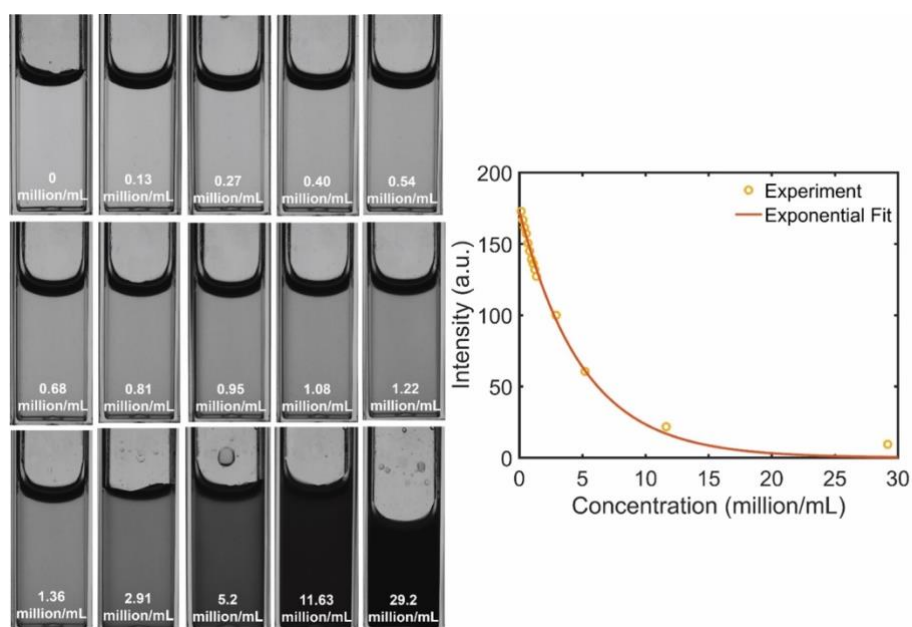 0
million/mL
0.13
million/mL
0.27
million/mL
0.40
million/mL
0.54
million/mL
0.68
million/mL
0.81
million/mL
0.95
million/mL
1.08
million/mL
1.22
million/mL
1.36
million/mL
2.91
million/mL
5.2
million/mL
11.63
million/mL
29.2
million/mL
200
150
100
50
0
Intensity (a.u.)
Experiment
Exponential Fit
0
5
10
15
20
25
30
Concentration (million/mL)